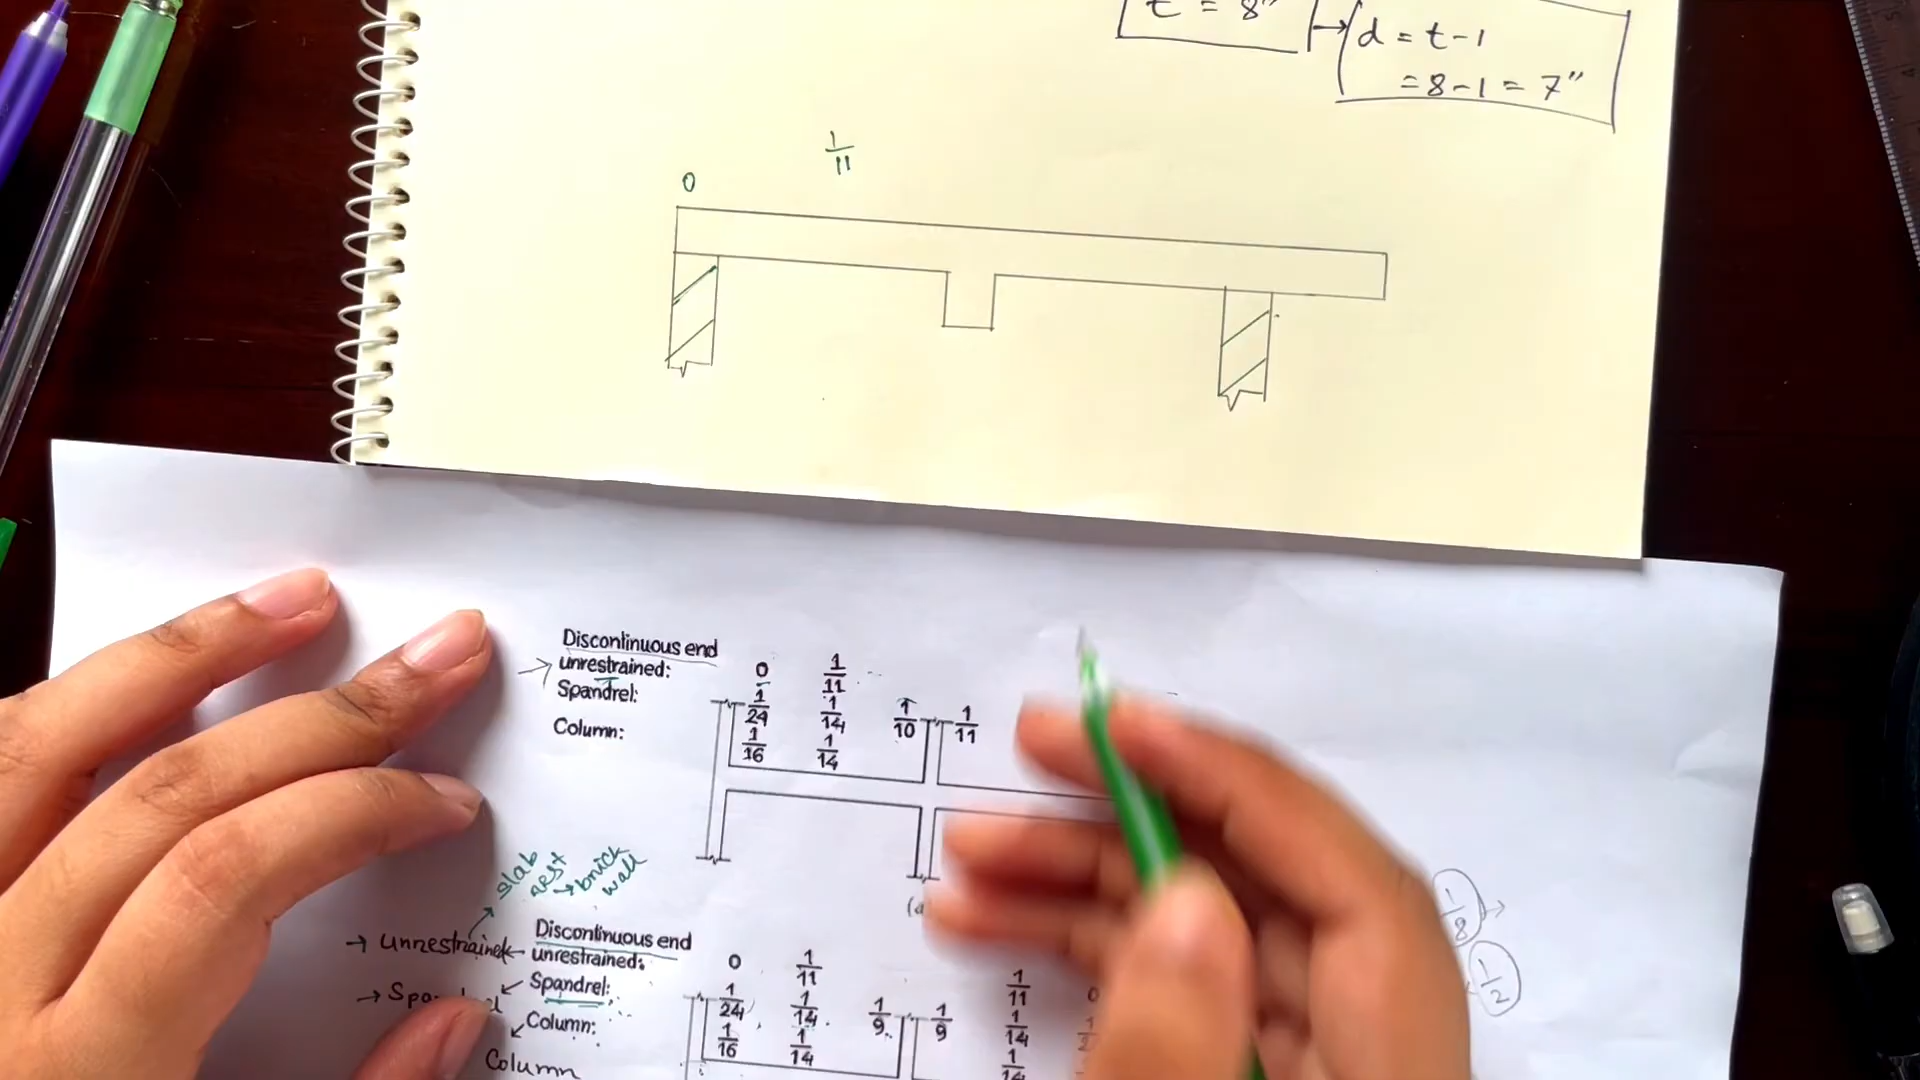 t = 8"
d = t-1
= 8-1 = 7"
1/11
0
Discontinuous end
unrestrained: 0 1/11
Spandrel: 1/24 1/14 1/10 1/11
Column: 1/16 1/14
slab
rest
→ brick
wall
(a
1/8 →
1/2
Discontinuous end
→ unrestrained ← unrestrained: 0 1/11 1/11 0
Spandrel: 1/24 1/14 1/9 1/9 1/14
Column: 1/16 1/14 1/14
Column